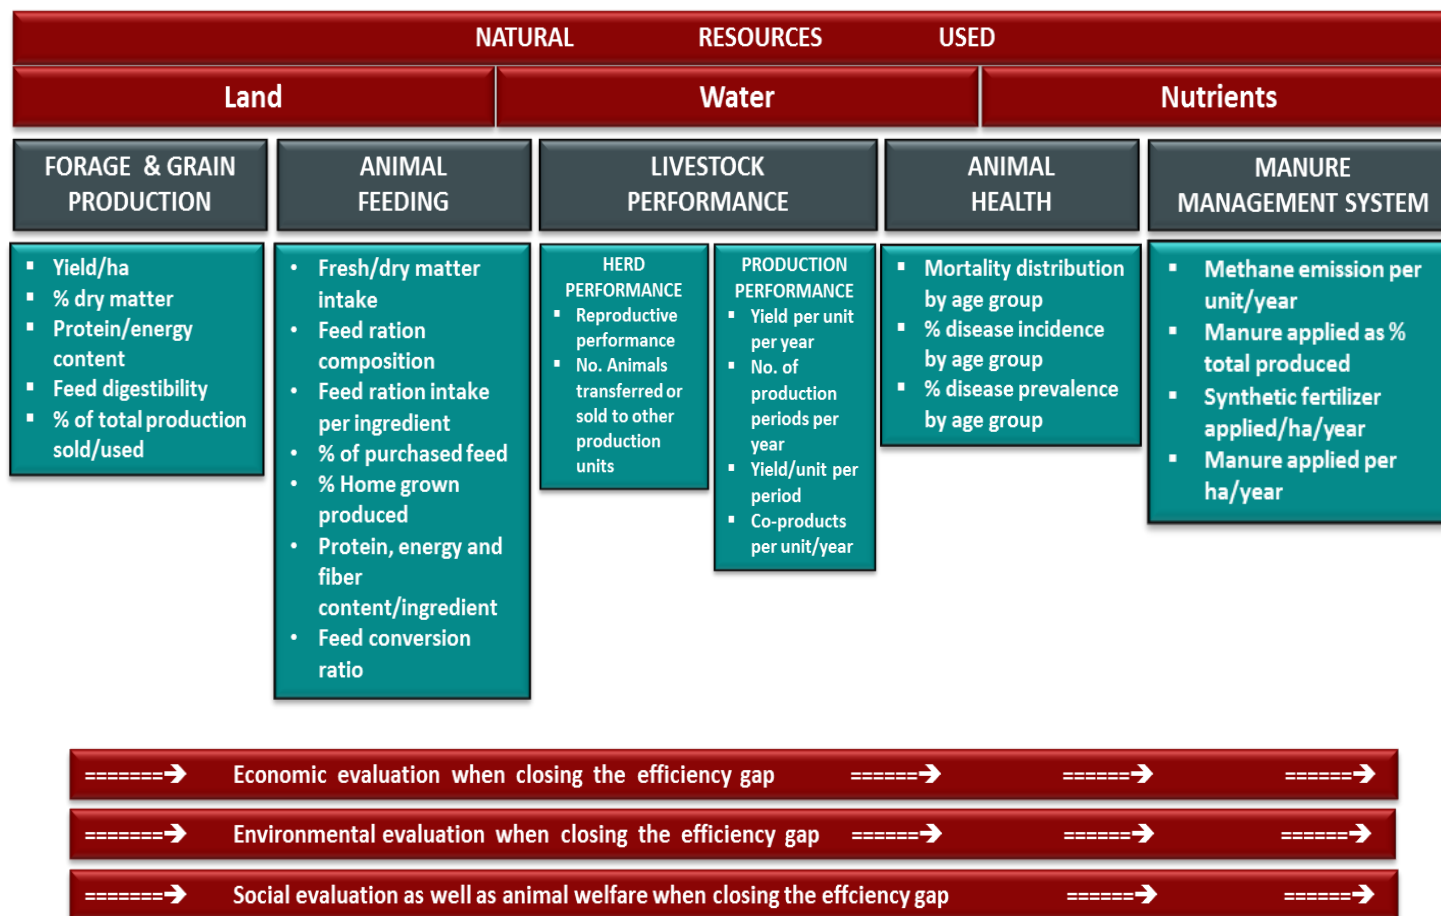 NATURAL RESOURCES USED
Land
Water
Nutrients
FORAGE & GRAIN
PRODUCTION
ANIMAL
FEEDING
LIVESTOCK
PERFORMANCE
ANIMAL
HEALTH
MANURE
MANAGEMENT SYSTEM
▪ Yield/ha
▪ % dry matter
▪ Protein/energy
content
▪ Feed digestibility
▪ % of total production
sold/used
• Fresh/dry matter
intake
• Feed ration
composition
• Feed ration intake
per ingredient
• % of purchased feed
• % Home grown
produced
• Protein, energy and
fiber
content/ingredient
• Feed conversion
ratio
HERD
PERFORMANCE
▪ Reproductive
performance
▪ No. Animals
transferred or
sold to other
production
units
PRODUCTION
PERFORMANCE
▪ Yield per unit
per year
▪ No. of
production
periods per
year
▪ Yield/unit per
period
▪ Co-products
per unit/year
▪ Mortality distribution
by age group
▪ % disease incidence
by age group
▪ % disease prevalence
by age group
▪ Methane emission per
unit/year
▪ Manure applied as %
total produced
▪ Synthetic fertilizer
applied/ha/year
▪ Manure applied per
ha/year
=======➔ Economic evaluation when closing the efficiency gap ======➔ ======➔ ======➔
=======➔ Environmental evaluation when closing the efficiency gap ======➔ ======➔ ======➔
=======➔ Social evaluation as well as animal welfare when closing the effciency gap ======➔ ======➔